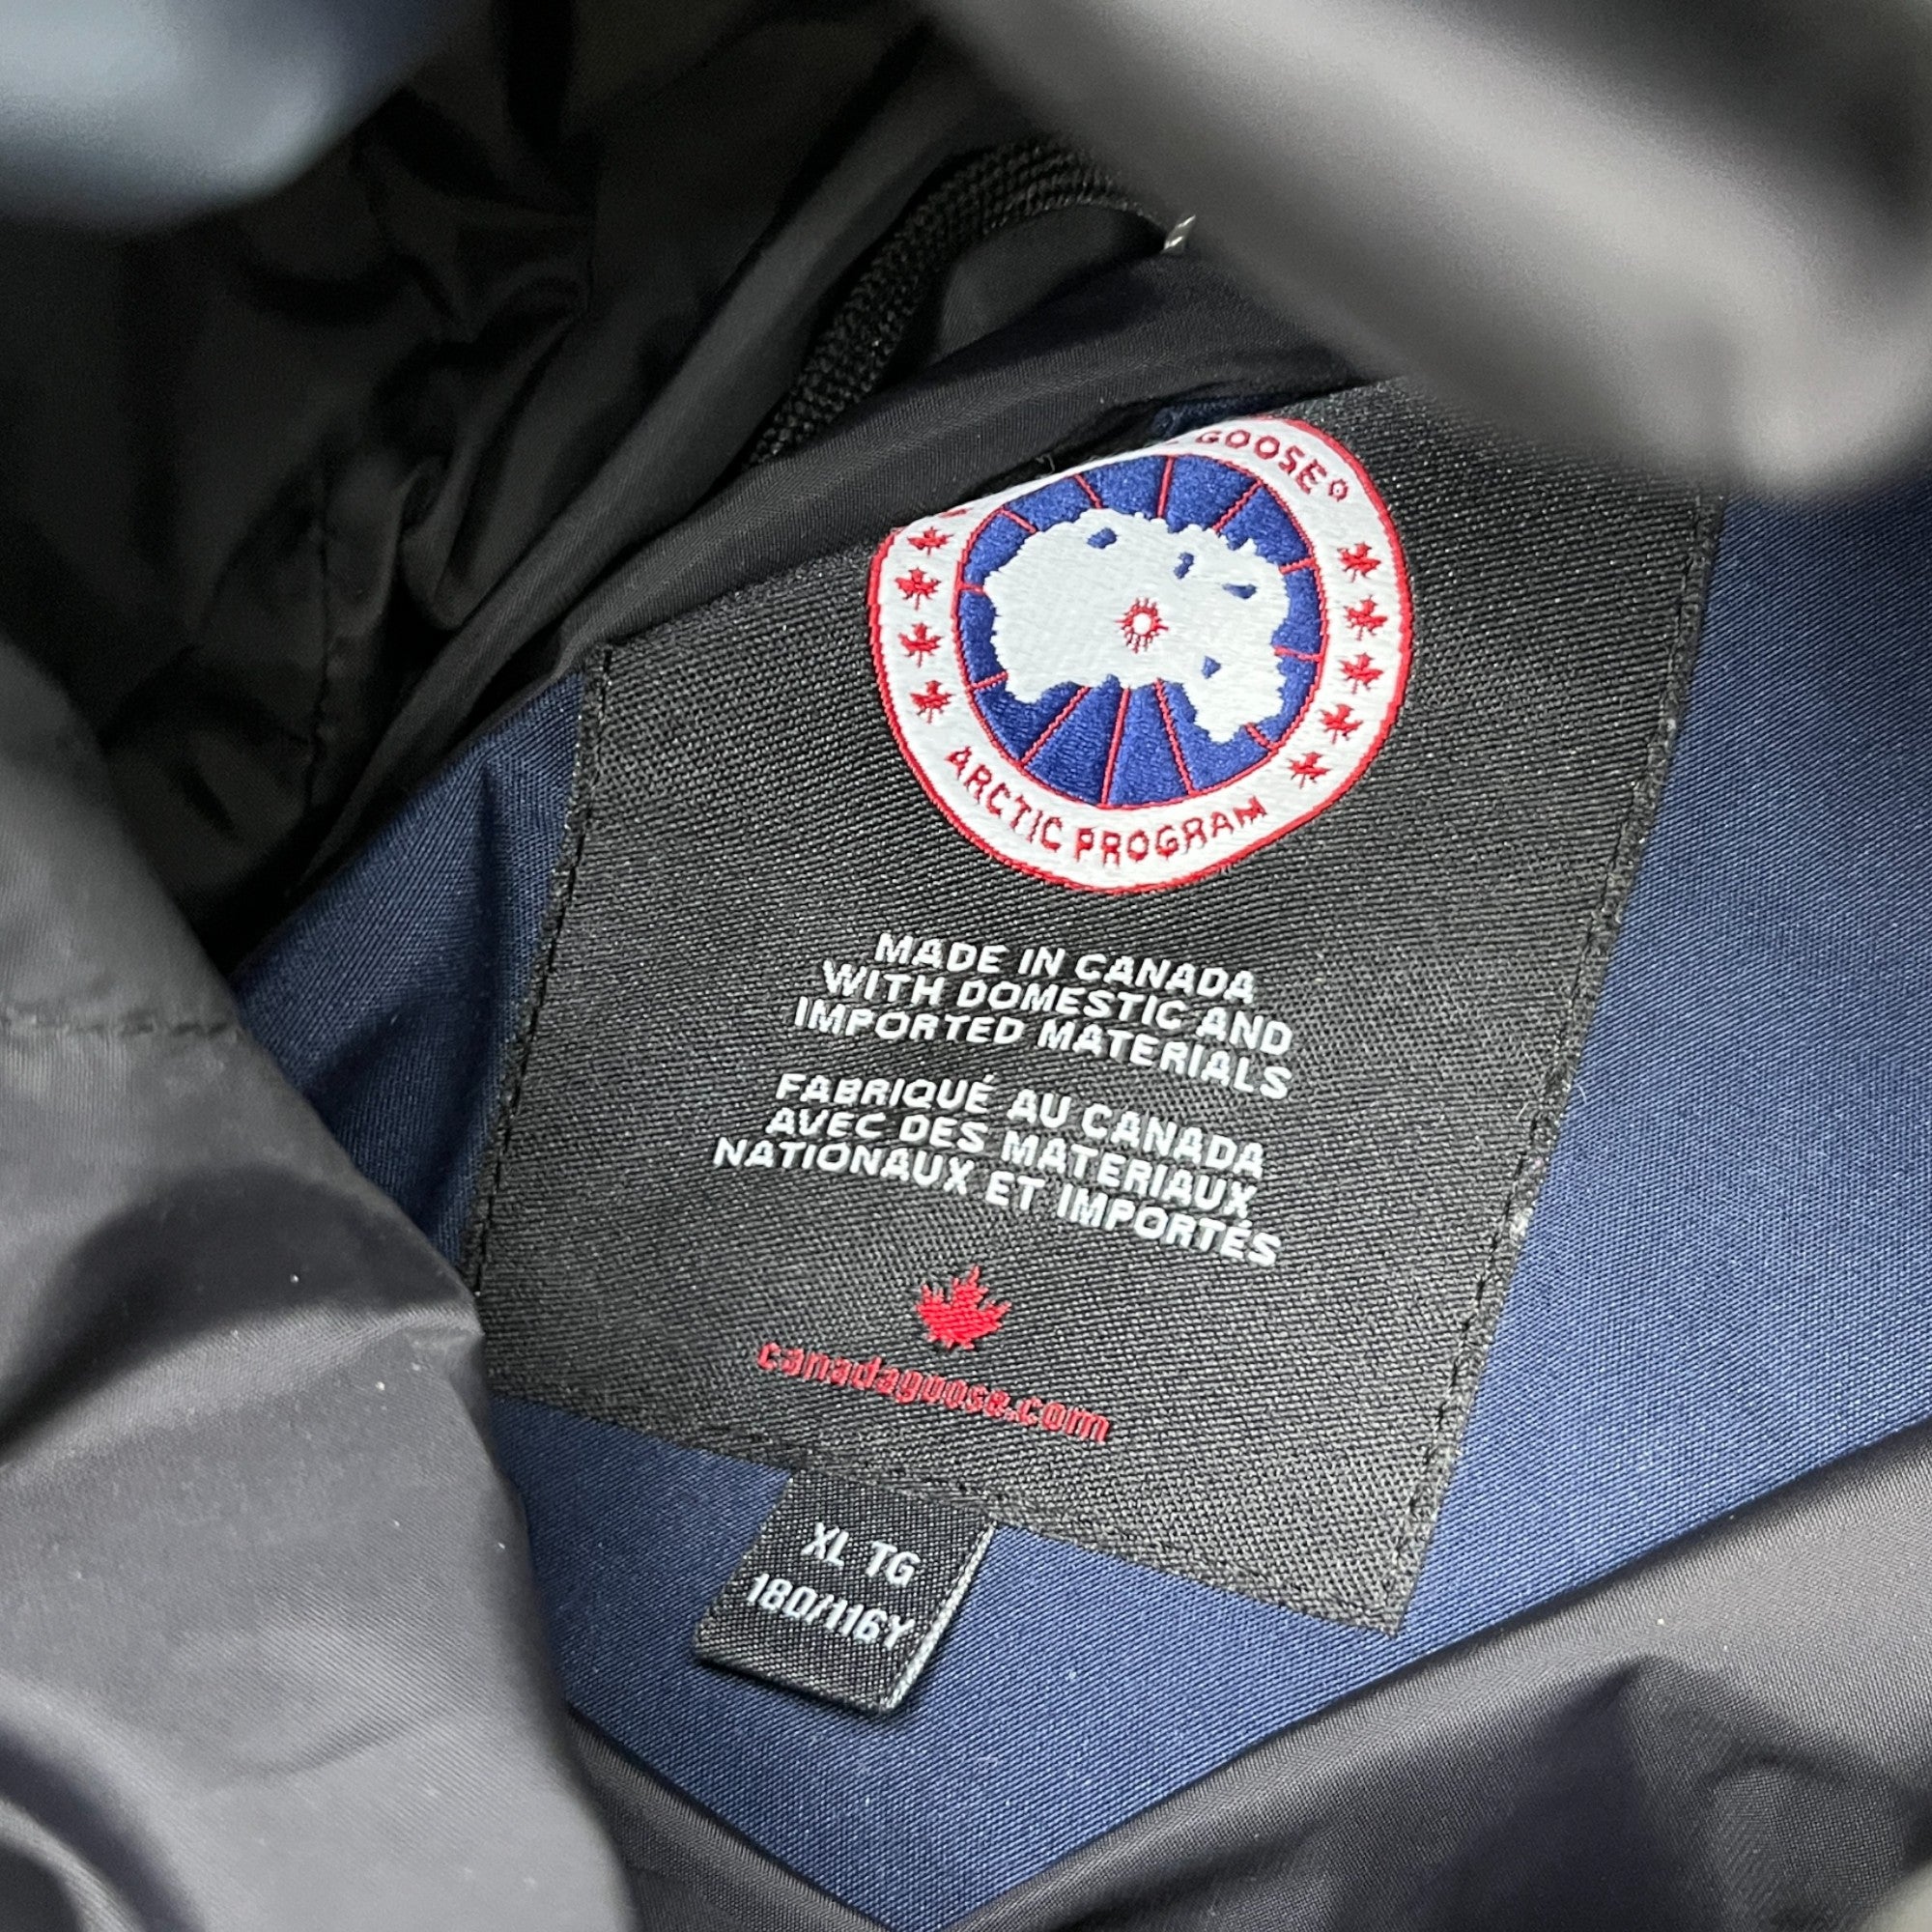 GOOSE®
ARCTIC PROGRAM
MADE IN CANADA
WITH DOMESTIC AND
IMPORTED MATERIALS
FABRIQUÉ AU CANADA
AVEC DES MATERIAUX
NATIONAUX ET IMPORTÉS
canadagoose.com
XL TG
180/116Y